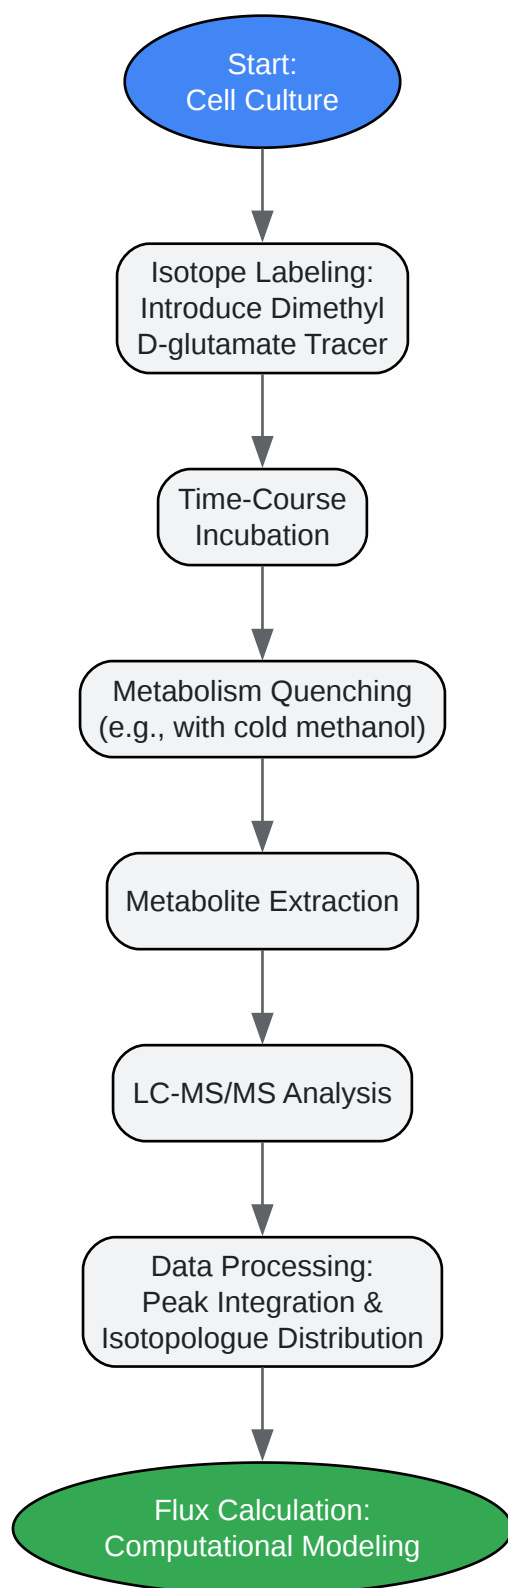 Start:
Cell Culture
Isotope Labeling:
Introduce Dimethyl
D-glutamate Tracer
Time-Course
Incubation
Metabolism Quenching
(e.g., with cold methanol)
Metabolite Extraction
LC-MS/MS Analysis
Data Processing:
Peak Integration &
Isotopologue Distribution
Flux Calculation:
Computational Modeling